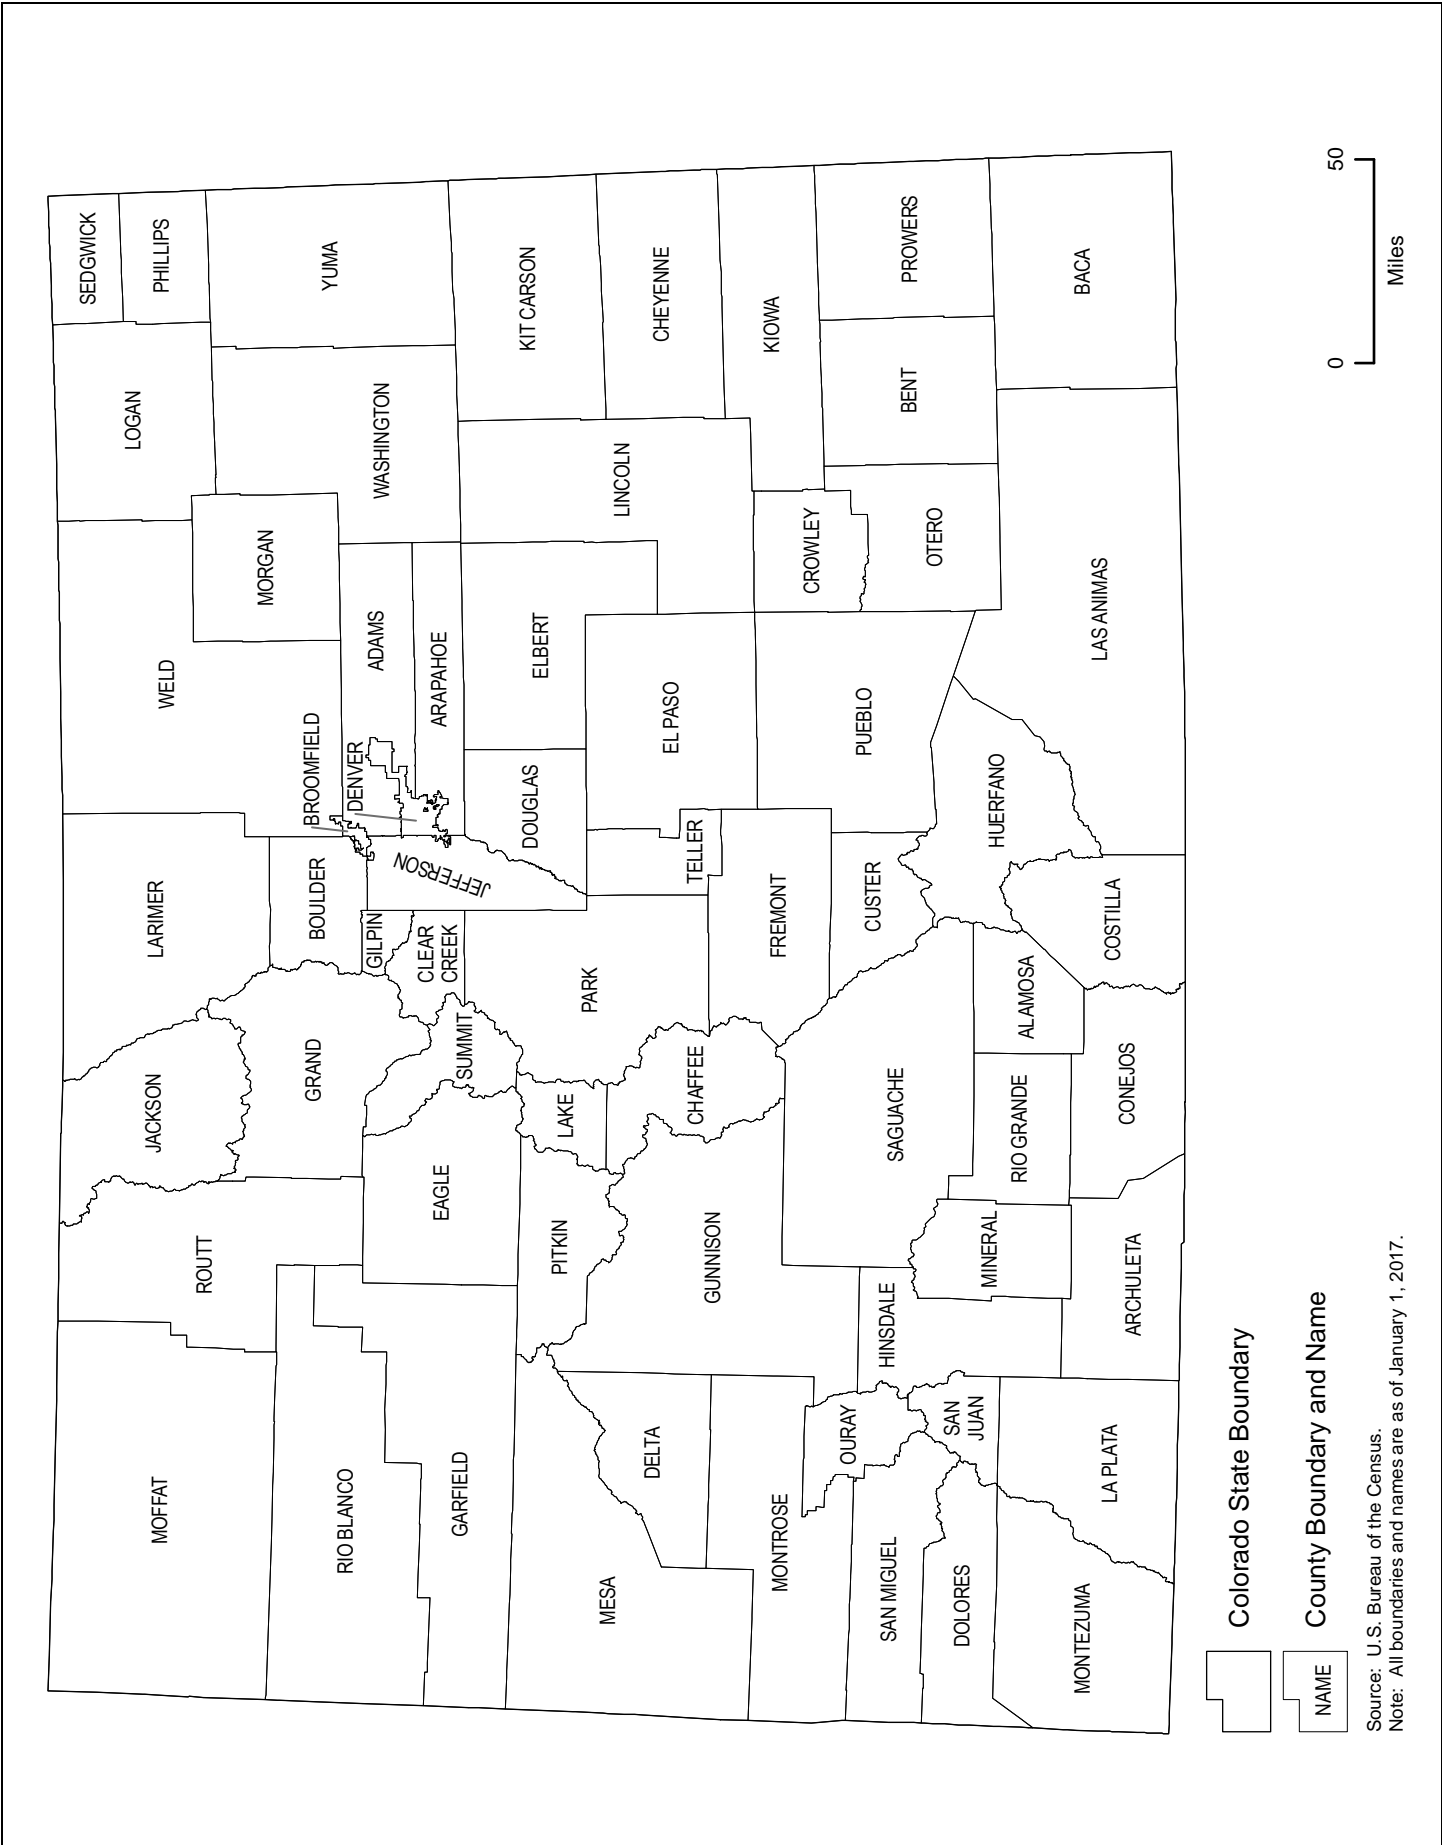 MOFFAT
ROUTT
JACKSON
LARIMER
WELD
LOGAN
SEDGWICK
PHILLIPS
MORGAN
WASHINGTON
YUMA
RIO BLANCO
GRAND
BOULDER
BROOMFIELD
GILPIN
ADAMS
DENVER
GARFIELD
EAGLE
SUMMIT
CLEAR
CREEK
JEFFERSON
ARAPAHOE
MESA
PITKIN
LAKE
PARK
DOUGLAS
ELBERT
LINCOLN
KIT CARSON
DELTA
GUNNISON
CHAFFEE
TELLER
EL PASO
CHEYENNE
MONTROSE
FREMONT
KIOWA
OURAY
SAGUACHE
CUSTER
PUEBLO
CROWLEY
SAN MIGUEL
HINSDALE
OTERO
BENT
PROWERS
DOLORES
SAN
JUAN
MINERAL
RIO GRANDE
ALAMOSA
HUERFANO
MONTEZUMA
LA PLATA
ARCHULETA
CONEJOS
COSTILLA
LAS ANIMAS
BACA
Colorado State Boundary
NAME
County Boundary and Name
Source: U.S. Bureau of the Census.
Note: All boundaries and names are as of January 1, 2017.
0 50
Miles